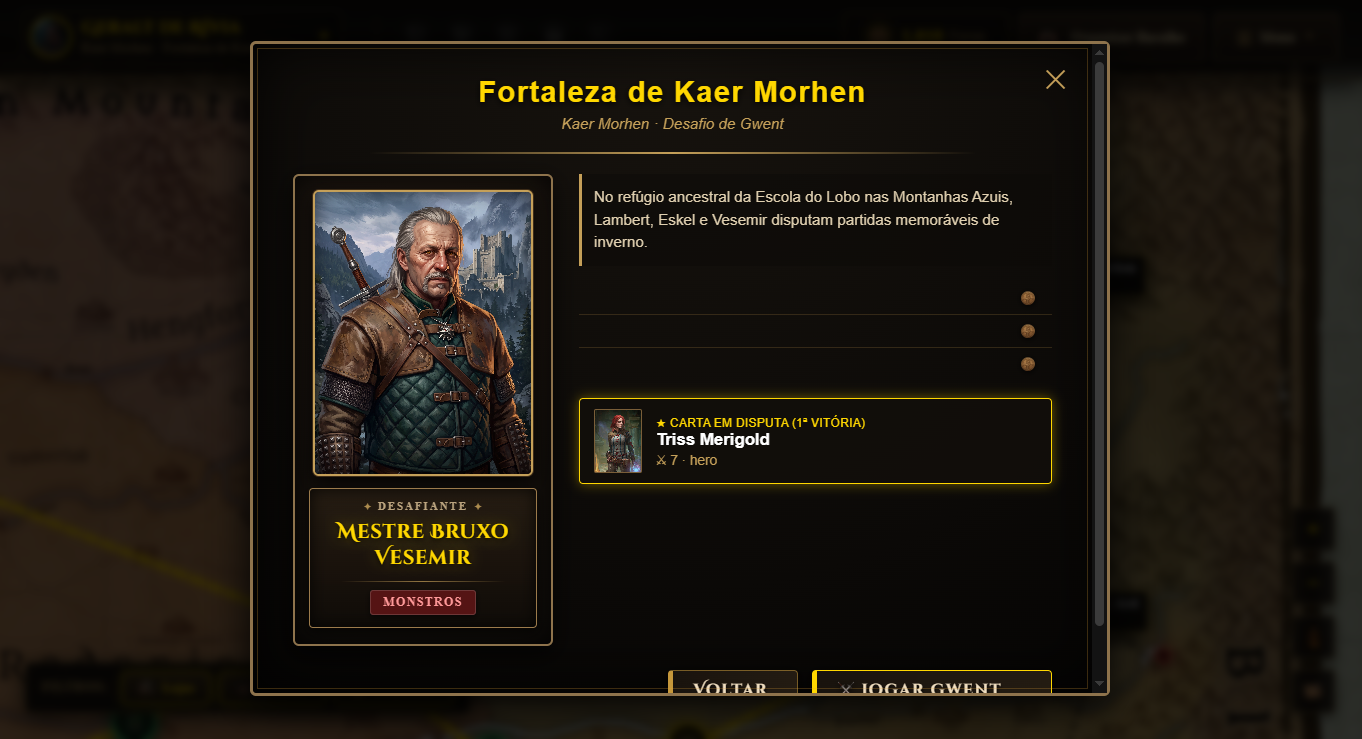 Fortaleza de Kaer Morhen
Kaer Morhen · Desafio de Gwent
No refúgio ancestral da Escola do Lobo nas Montanhas Azuis,
Lambert, Eskel e Vesemir disputam partidas memoráveis de
inverno.
★ CARTA EM DISPUTA (1ª VITÓRIA)
Triss Merigold
⚔ 7 · hero
✦ DESAFIANTE ✦
MESTRE BRUXO
VESEMIR
MONSTROS
VOLTAR
⚔ JOGAR GWENT